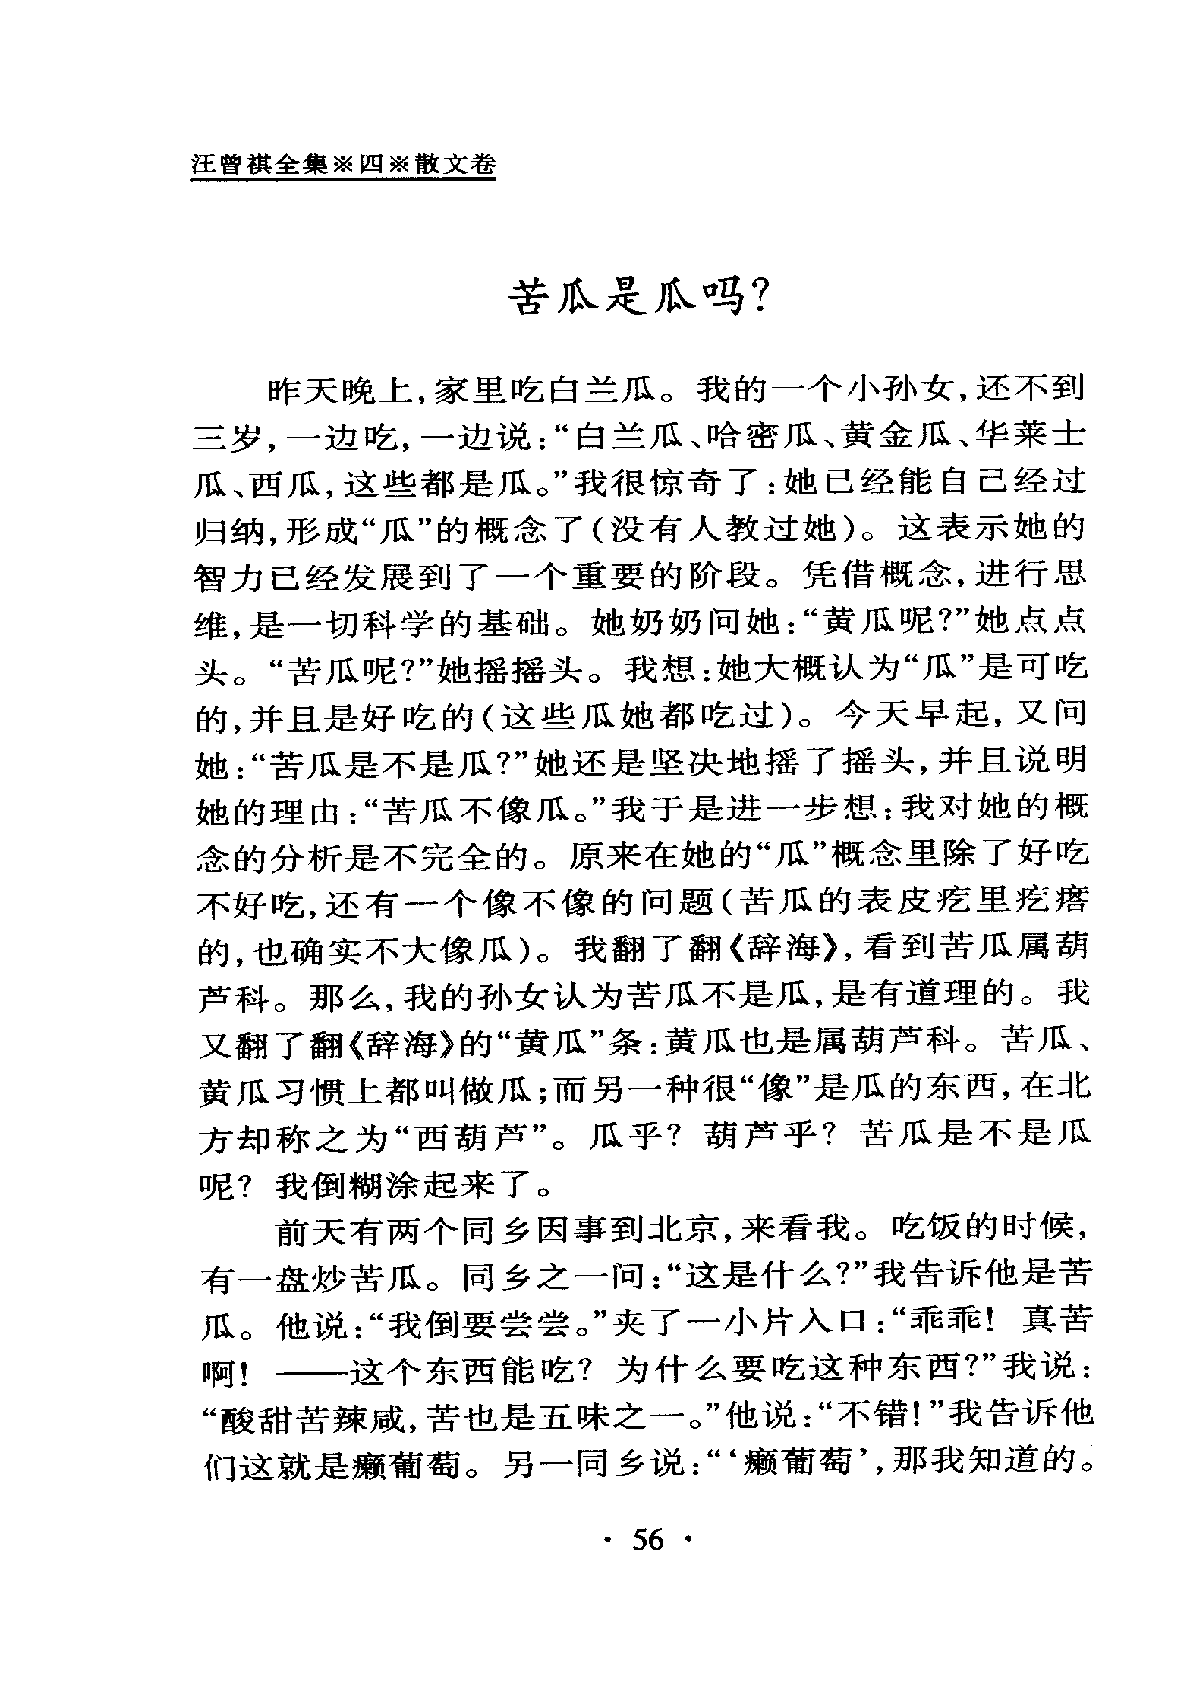 汪曾祺全集※四※散文卷
苦瓜是瓜吗?
昨天晚上,家里吃白兰瓜。我的一个小孙女,还不到
三岁,一边吃,一边说:“白兰瓜、哈密瓜、黄金瓜、华莱士
瓜、西瓜,这些都是瓜。”我很惊奇了:她已经能自己经过
归纳,形成“瓜”的概念了(没有人教过她)。这表示她的
智力已经发展到了一个重要的阶段。凭借概念,进行思
维,是一切科学的基础。她奶奶问她:“黄瓜呢?”她点点
头。“苦瓜呢?”她摇摇头。我想:她大概认为“瓜”是可吃
的,并且是好吃的(这些瓜她都吃过)。今天早起,又问
她:“苦瓜是不是瓜?”她还是坚决地摇了摇头,并且说明
她的理由:“苦瓜不像瓜。”我于是进一步想:我对她的概
念的分析是不完全的。原来在她的“瓜”概念里除了好吃
不好吃,还有一个像不像的问题(苦瓜的表皮疙里疙瘩
的,也确实不大像瓜)。我翻了翻《辞海》,看到苦瓜属葫
芦科。那么,我的孙女认为苦瓜不是瓜,是有道理的。我
又翻了翻《辞海》的“黄瓜”条:黄瓜也是属葫芦科。苦瓜、
黄瓜习惯上都叫做瓜;而另一种很“像”是瓜的东西,在北
方却称之为“西葫芦”。瓜乎?葫芦乎?苦瓜是不是瓜
呢?我倒糊涂起来了。
前天有两个同乡因事到北京,来看我。吃饭的时候,
有一盘炒苦瓜。同乡之一问:“这是什么?”我告诉他是苦
瓜。他说:“我倒要尝尝。”夹了一小片入口:“乖乖!真苦
啊!——这个东西能吃?为什么要吃这种东西?”我说:
“酸甜苦辣咸,苦也是五味之一。”他说:“不错!”我告诉他
们这就是癞葡萄。另一同乡说:“‘癞葡萄’,那我知道的。
· 56 ·